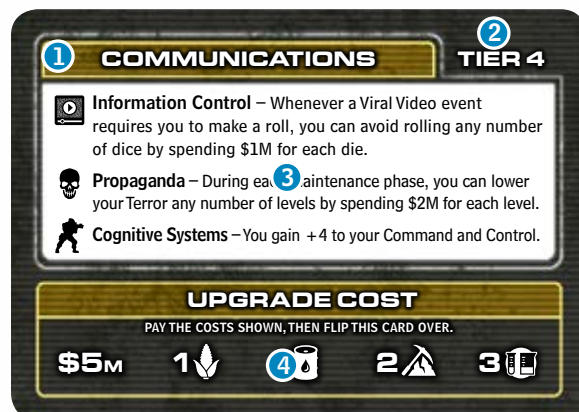 1 COMMUNICATIONS
2
TIER 4
Information Control – Whenever a Viral Video event
requires you to make a roll, you can avoid rolling any number
of dice by spending $1M for each die.
Propaganda – During 3 aintenance phase, you can lower
your Terror any number of levels by spending $2M for each level.
Cognitive Systems – You gain +4 to your Command and Control.
UPGRADE COST
PAY THE COSTS SHOWN, THEN FLIP THIS CARD OVER.
$5M 1 4 2 3